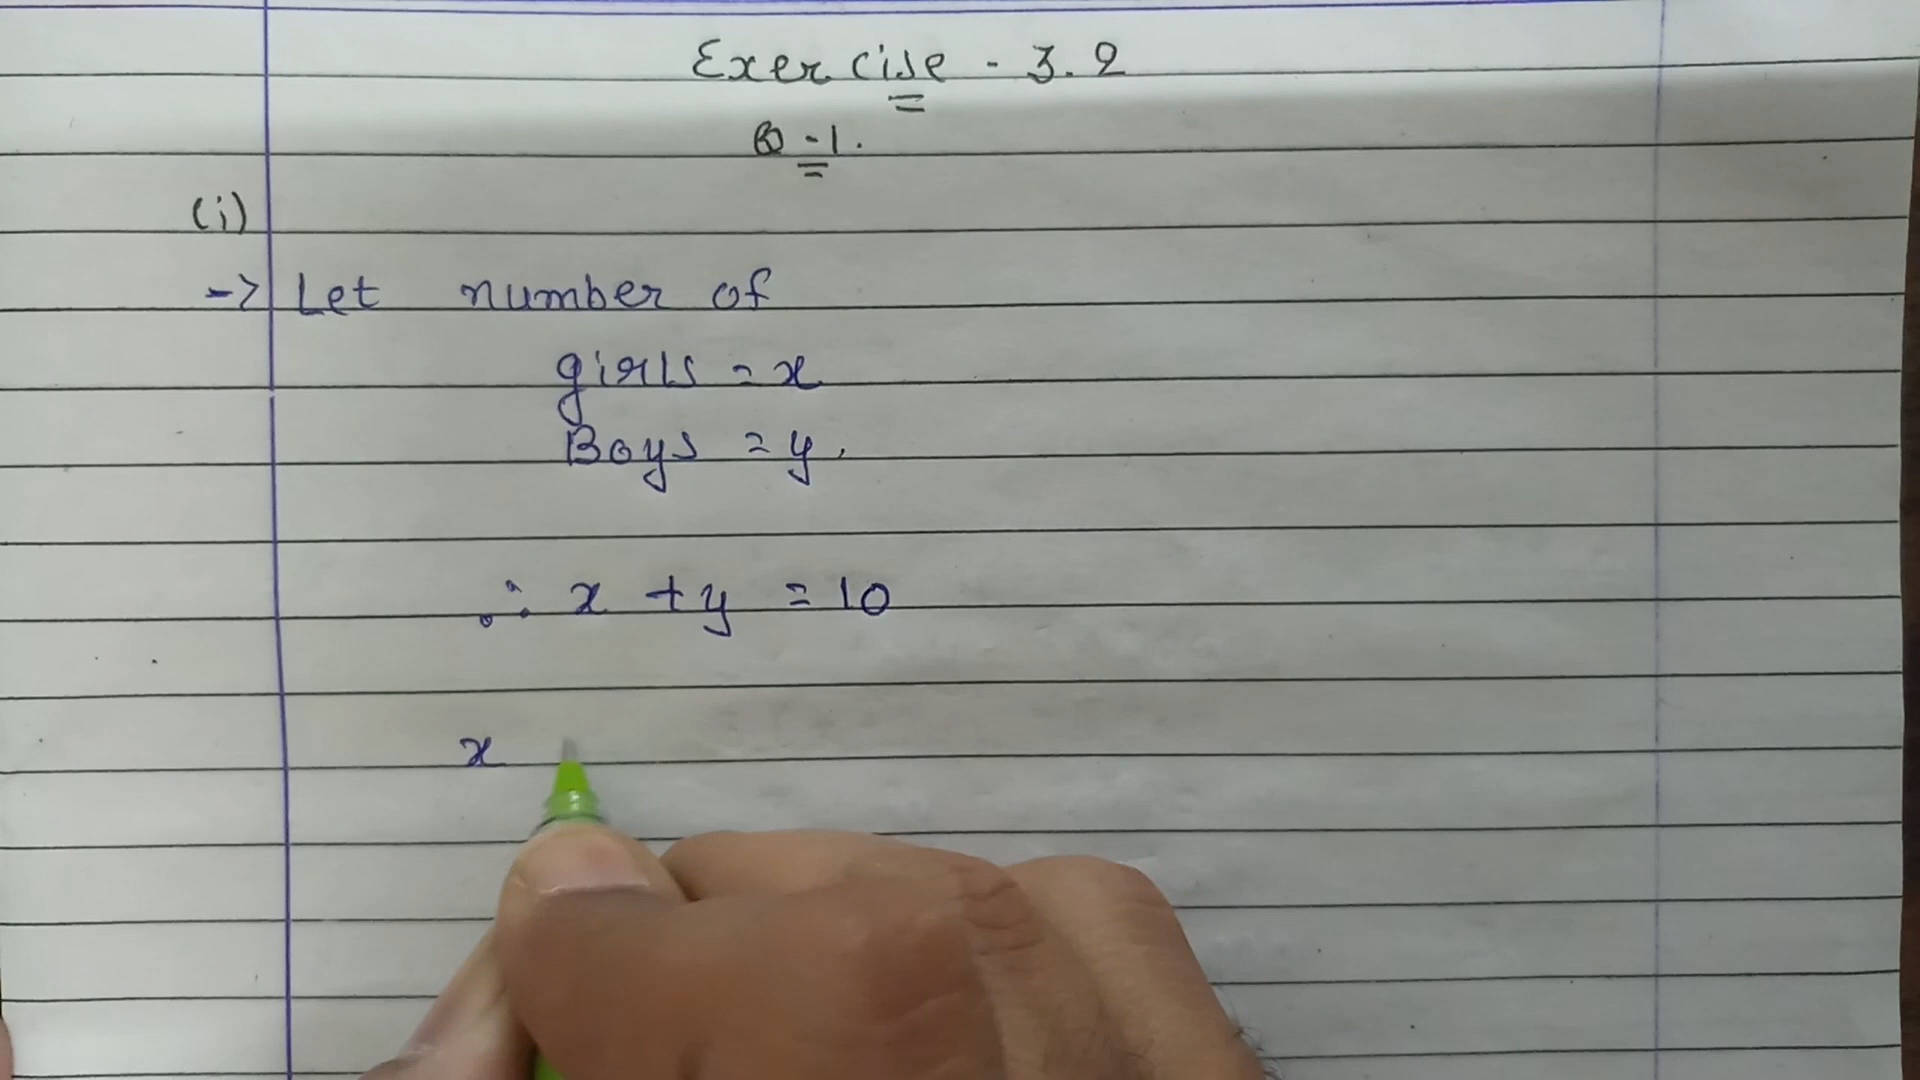 Exercise - 3.2
Q-1.
(i)
-> Let number of
girls = x
Boys = y.
∴ x + y = 10
x